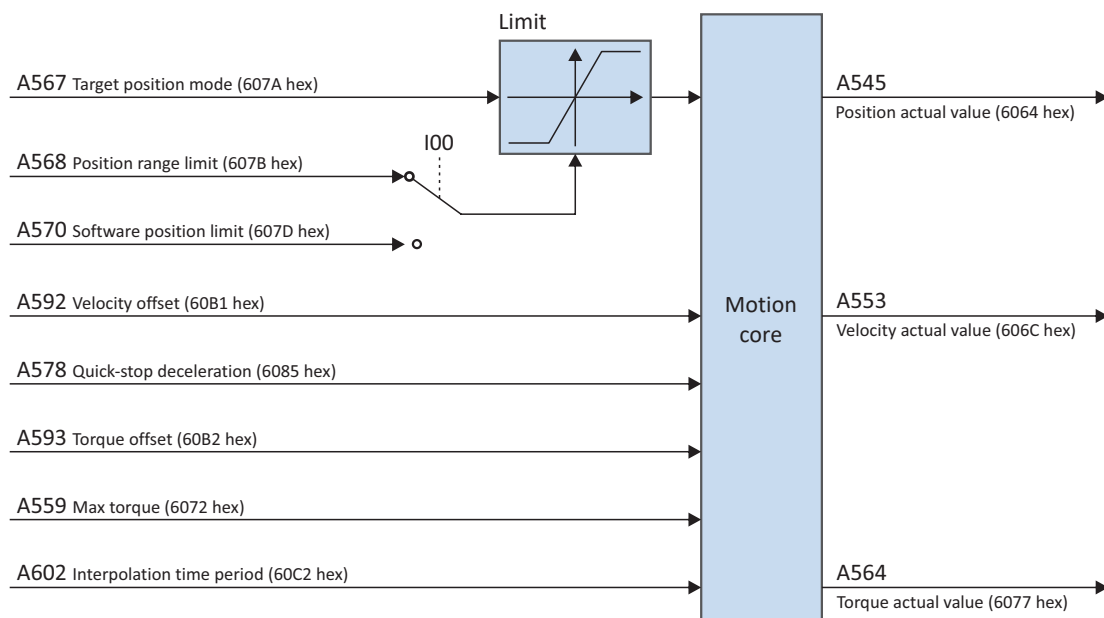 Limit
A567 Target position mode (607A hex)
A545
Position actual value (6064 hex)
I00
A568 Position range limit (607B hex)
A570 Software position limit (607D hex)
A592 Velocity offset (60B1 hex)
Motion
core
A553
Velocity actual value (606C hex)
A578 Quick-stop deceleration (6085 hex)
A593 Torque offset (60B2 hex)
A559 Max torque (6072 hex)
A602 Interpolation time period (60C2 hex)
A564
Torque actual value (6077 hex)